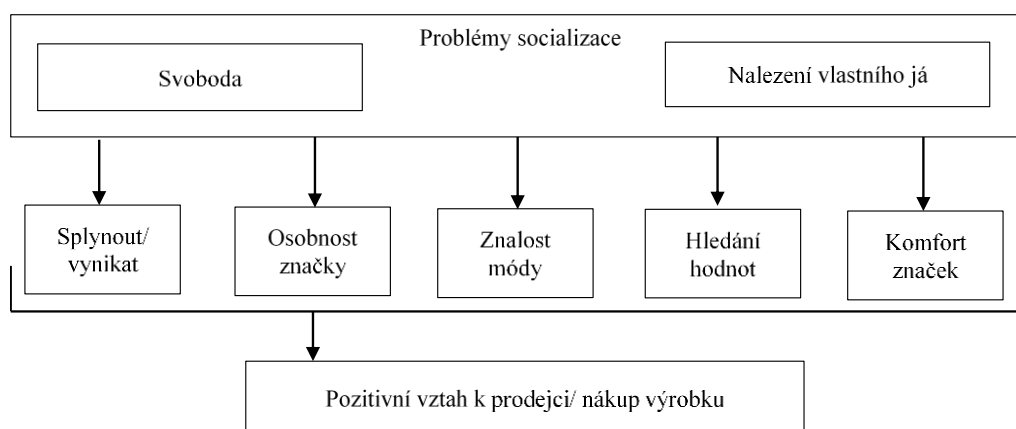 Problémy socializace
Svoboda
Nalezení vlastního já
Splynout/
vynikat
Osobnost
značky
Znalost
módy
Hledání
hodnot
Komfort
značek
Pozitivní vztah k prodejci/ nákup výrobku